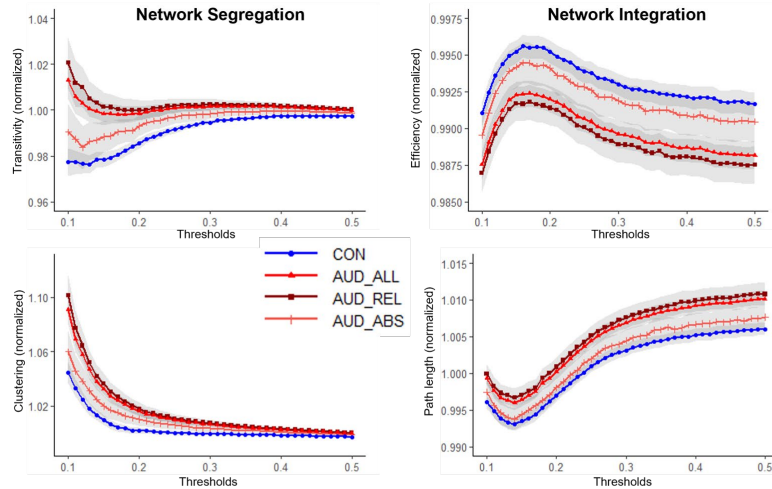 Network Segregation
Network Integration
Transitivity (normalized)
1.04
1.02
1.00
0.98
0.96
0.1 0.2 0.3 0.4 0.5
Thresholds
Efficiency (normalized)
0.9975
0.9950
0.9925
0.9900
0.9875
0.9850
0.1 0.2 0.3 0.4 0.5
Thresholds
CON
AUD_ALL
AUD_REL
AUD_ABS
Clustering (normalized)
1.10
1.06
1.02
0.1 0.2 0.3 0.4 0.5
Thresholds
Path length (normalized)
1.015
1.010
1.005
1.000
0.995
0.990
0.1 0.2 0.3 0.4 0.5
Thresholds